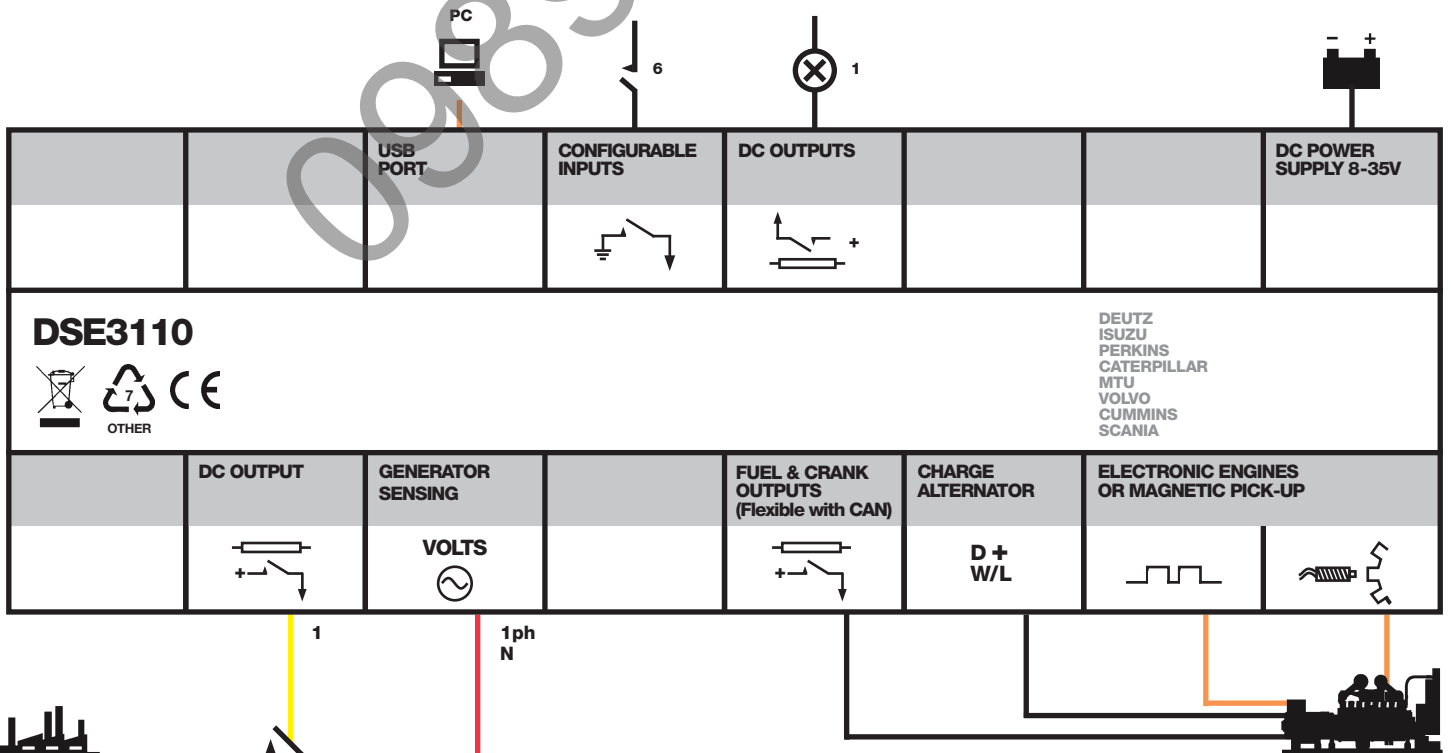 PC
6
1
- +
USB
PORT
CONFIGURABLE
INPUTS
DC OUTPUTS
DC POWER
SUPPLY 8-35V
+
DSE3110
7
CE
OTHER
DEUTZ
ISUZU
PERKINS
CATERPILLAR
MTU
VOLVO
CUMMINS
SCANIA
DC OUTPUT
GENERATOR
SENSING
FUEL & CRANK
OUTPUTS
(Flexible with CAN)
CHARGE
ALTERNATOR
ELECTRONIC ENGINES
OR MAGNETIC PICK-UP
+
VOLTS
+
D +
W/L
1
1ph
N